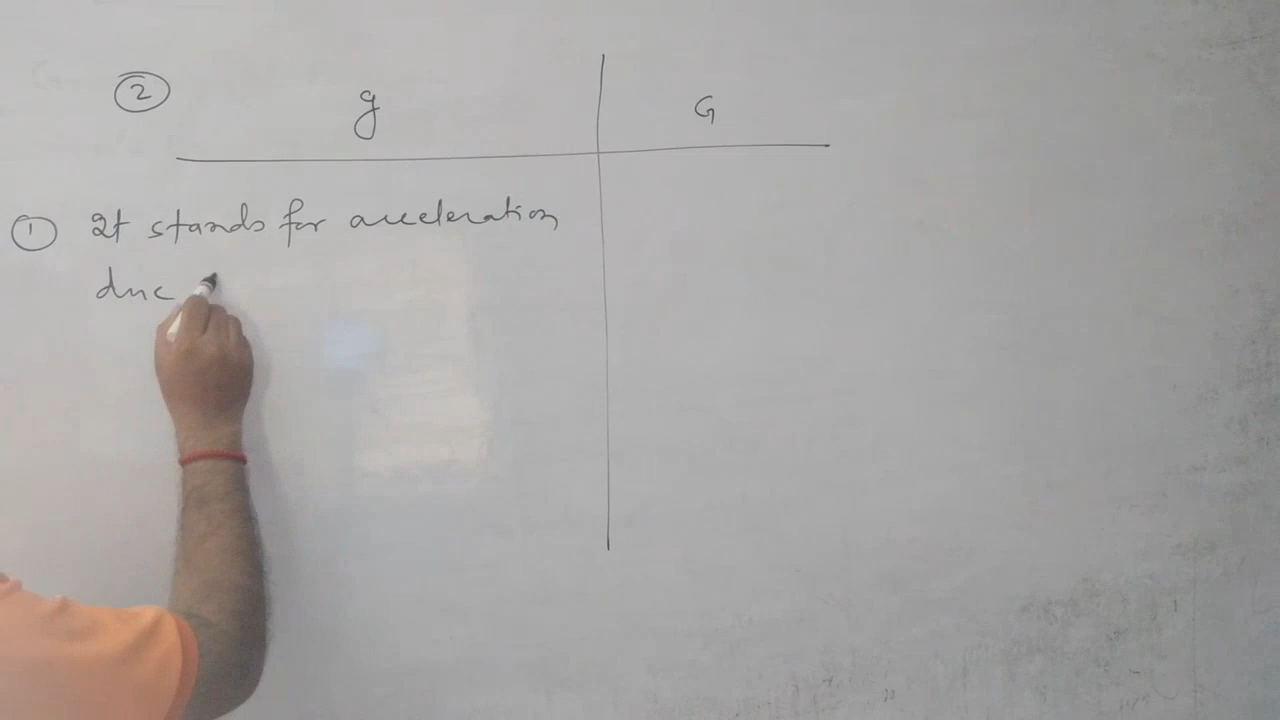 ② g G
① It stands for acceleration
due